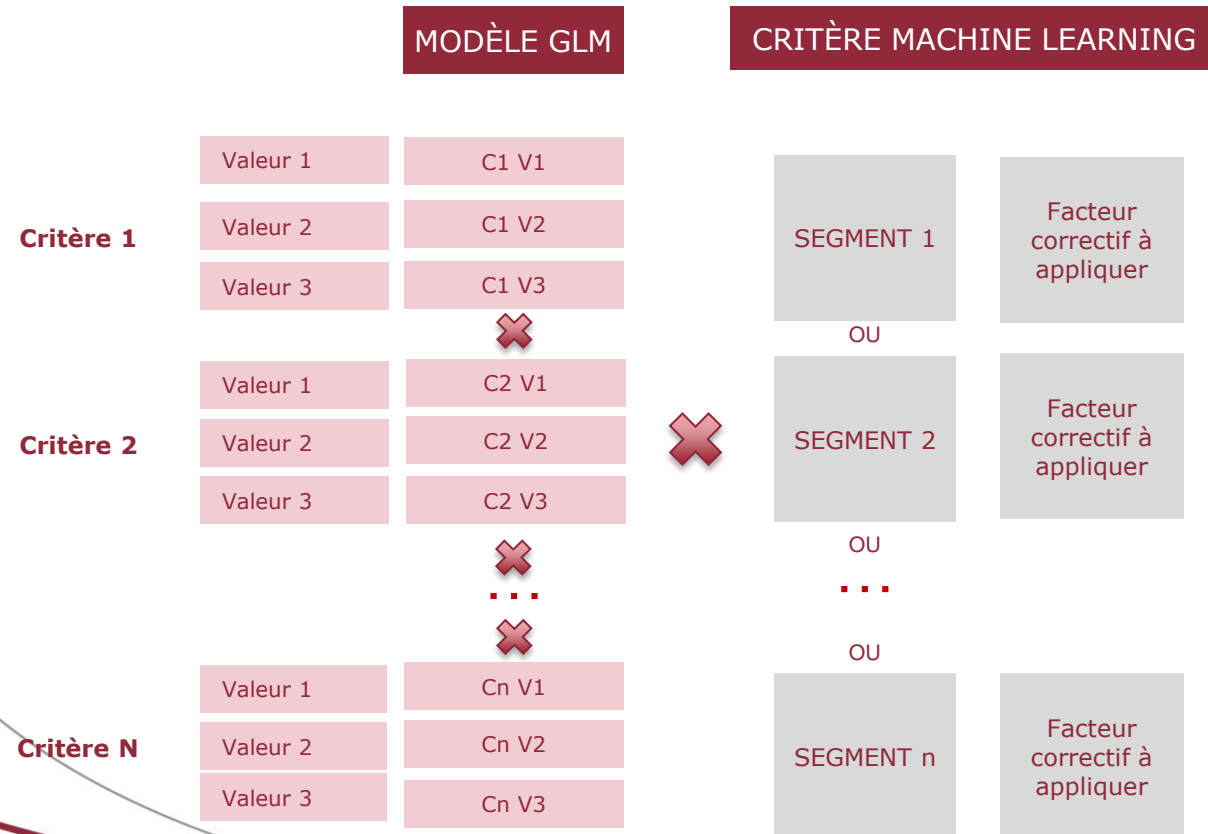 MODÈLE GLM
CRITÈRE MACHINE LEARNING
Critère 1
Valeur 1
C1 V1
Valeur 2
C1 V2
Valeur 3
C1 V3
SEGMENT 1
Facteur
correctif à
appliquer
OU
Critère 2
Valeur 1
C2 V1
Valeur 2
C2 V2
Valeur 3
C2 V3
SEGMENT 2
Facteur
correctif à
appliquer
OU
...
...
OU
Critère N
Valeur 1
Cn V1
Valeur 2
Cn V2
Valeur 3
Cn V3
SEGMENT n
Facteur
correctif à
appliquer